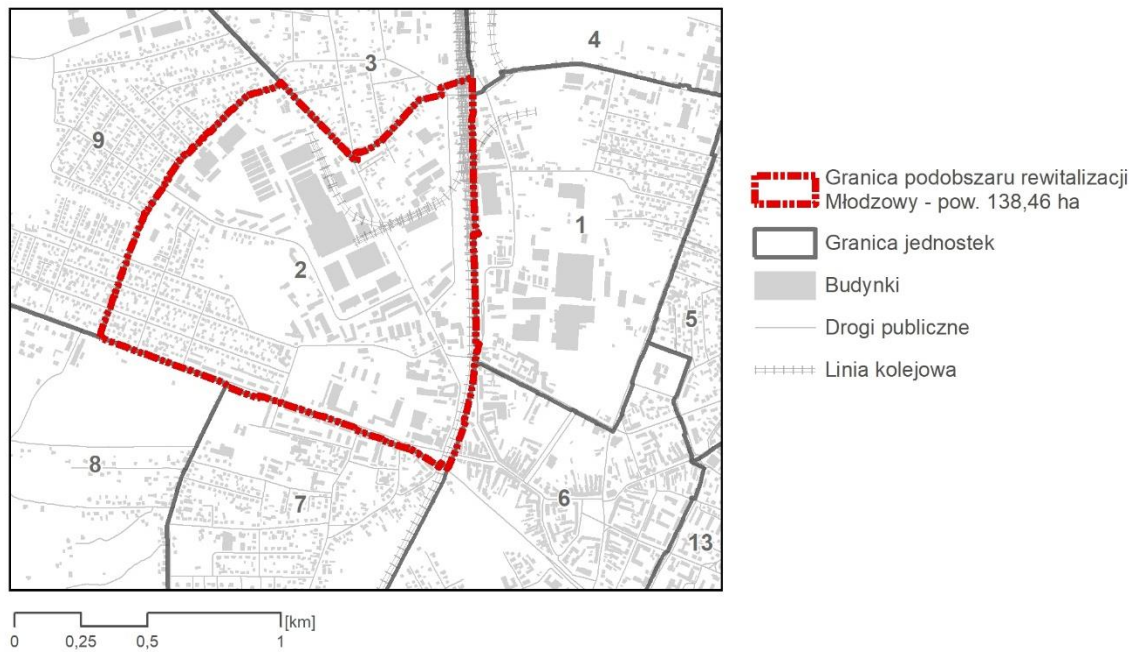 4
3
9
1
2
5
8
7
6
13
Granica podobszaru rewitalizacji
Młodzowy - pow. 138,46 ha
Granica jednostek
Budynki
Drogi publiczne
Linia kolejowa
[km]
0 0,25 0,5 1